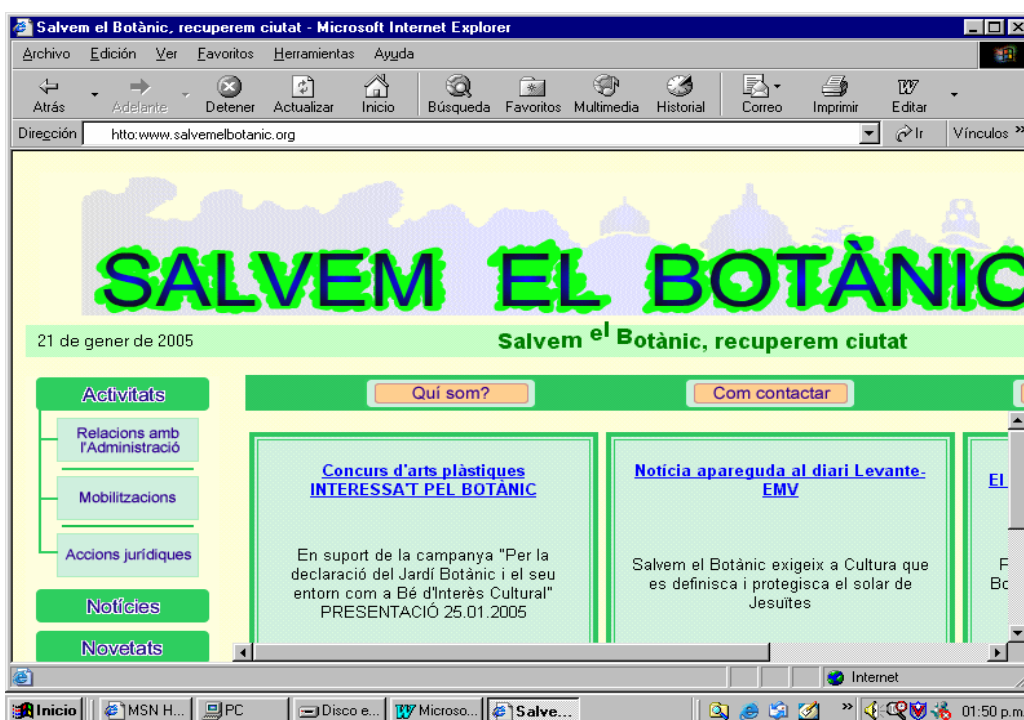 Salvem el Botànic, recuperem ciutat - Microsoft Internet Explorer
Archivo Edición Ver Favoritos Herramientas Ayuda
Atrás Adelante Detener Actualizar Inicio Búsqueda Favoritos Multimedia Historial Correo Imprimir Editar
Dirección htto:www.salvemelbotanic.org Ir Vínculos »
SALVEM EL BOTÀNIC
21 de gener de 2005 Salvem el Botànic, recuperem ciutat
Activitats
Quí som? Com contactar
Relacions amb
l'Administració
Mobilitzacions
Accions jurídiques
Notícies
Novetats
Concurs d'arts plàstiques
INTERESSA'T PEL BOTÀNIC
En suport de la campanya "Per la
declaració del Jardí Botànic i el seu
entorn com a Bé d'Interès Cultural"
PRESENTACIÓ 25.01.2005
Notícia apareguda al diari Levante-
EMV
Salvem el Botànic exigeix a Cultura que
es definisca i protegisca el solar de
Jesuïtes
El
F
Bo
Internet
Inicio MSN H... PC Disco e... Microso... Salve... » 01:50 p.m.